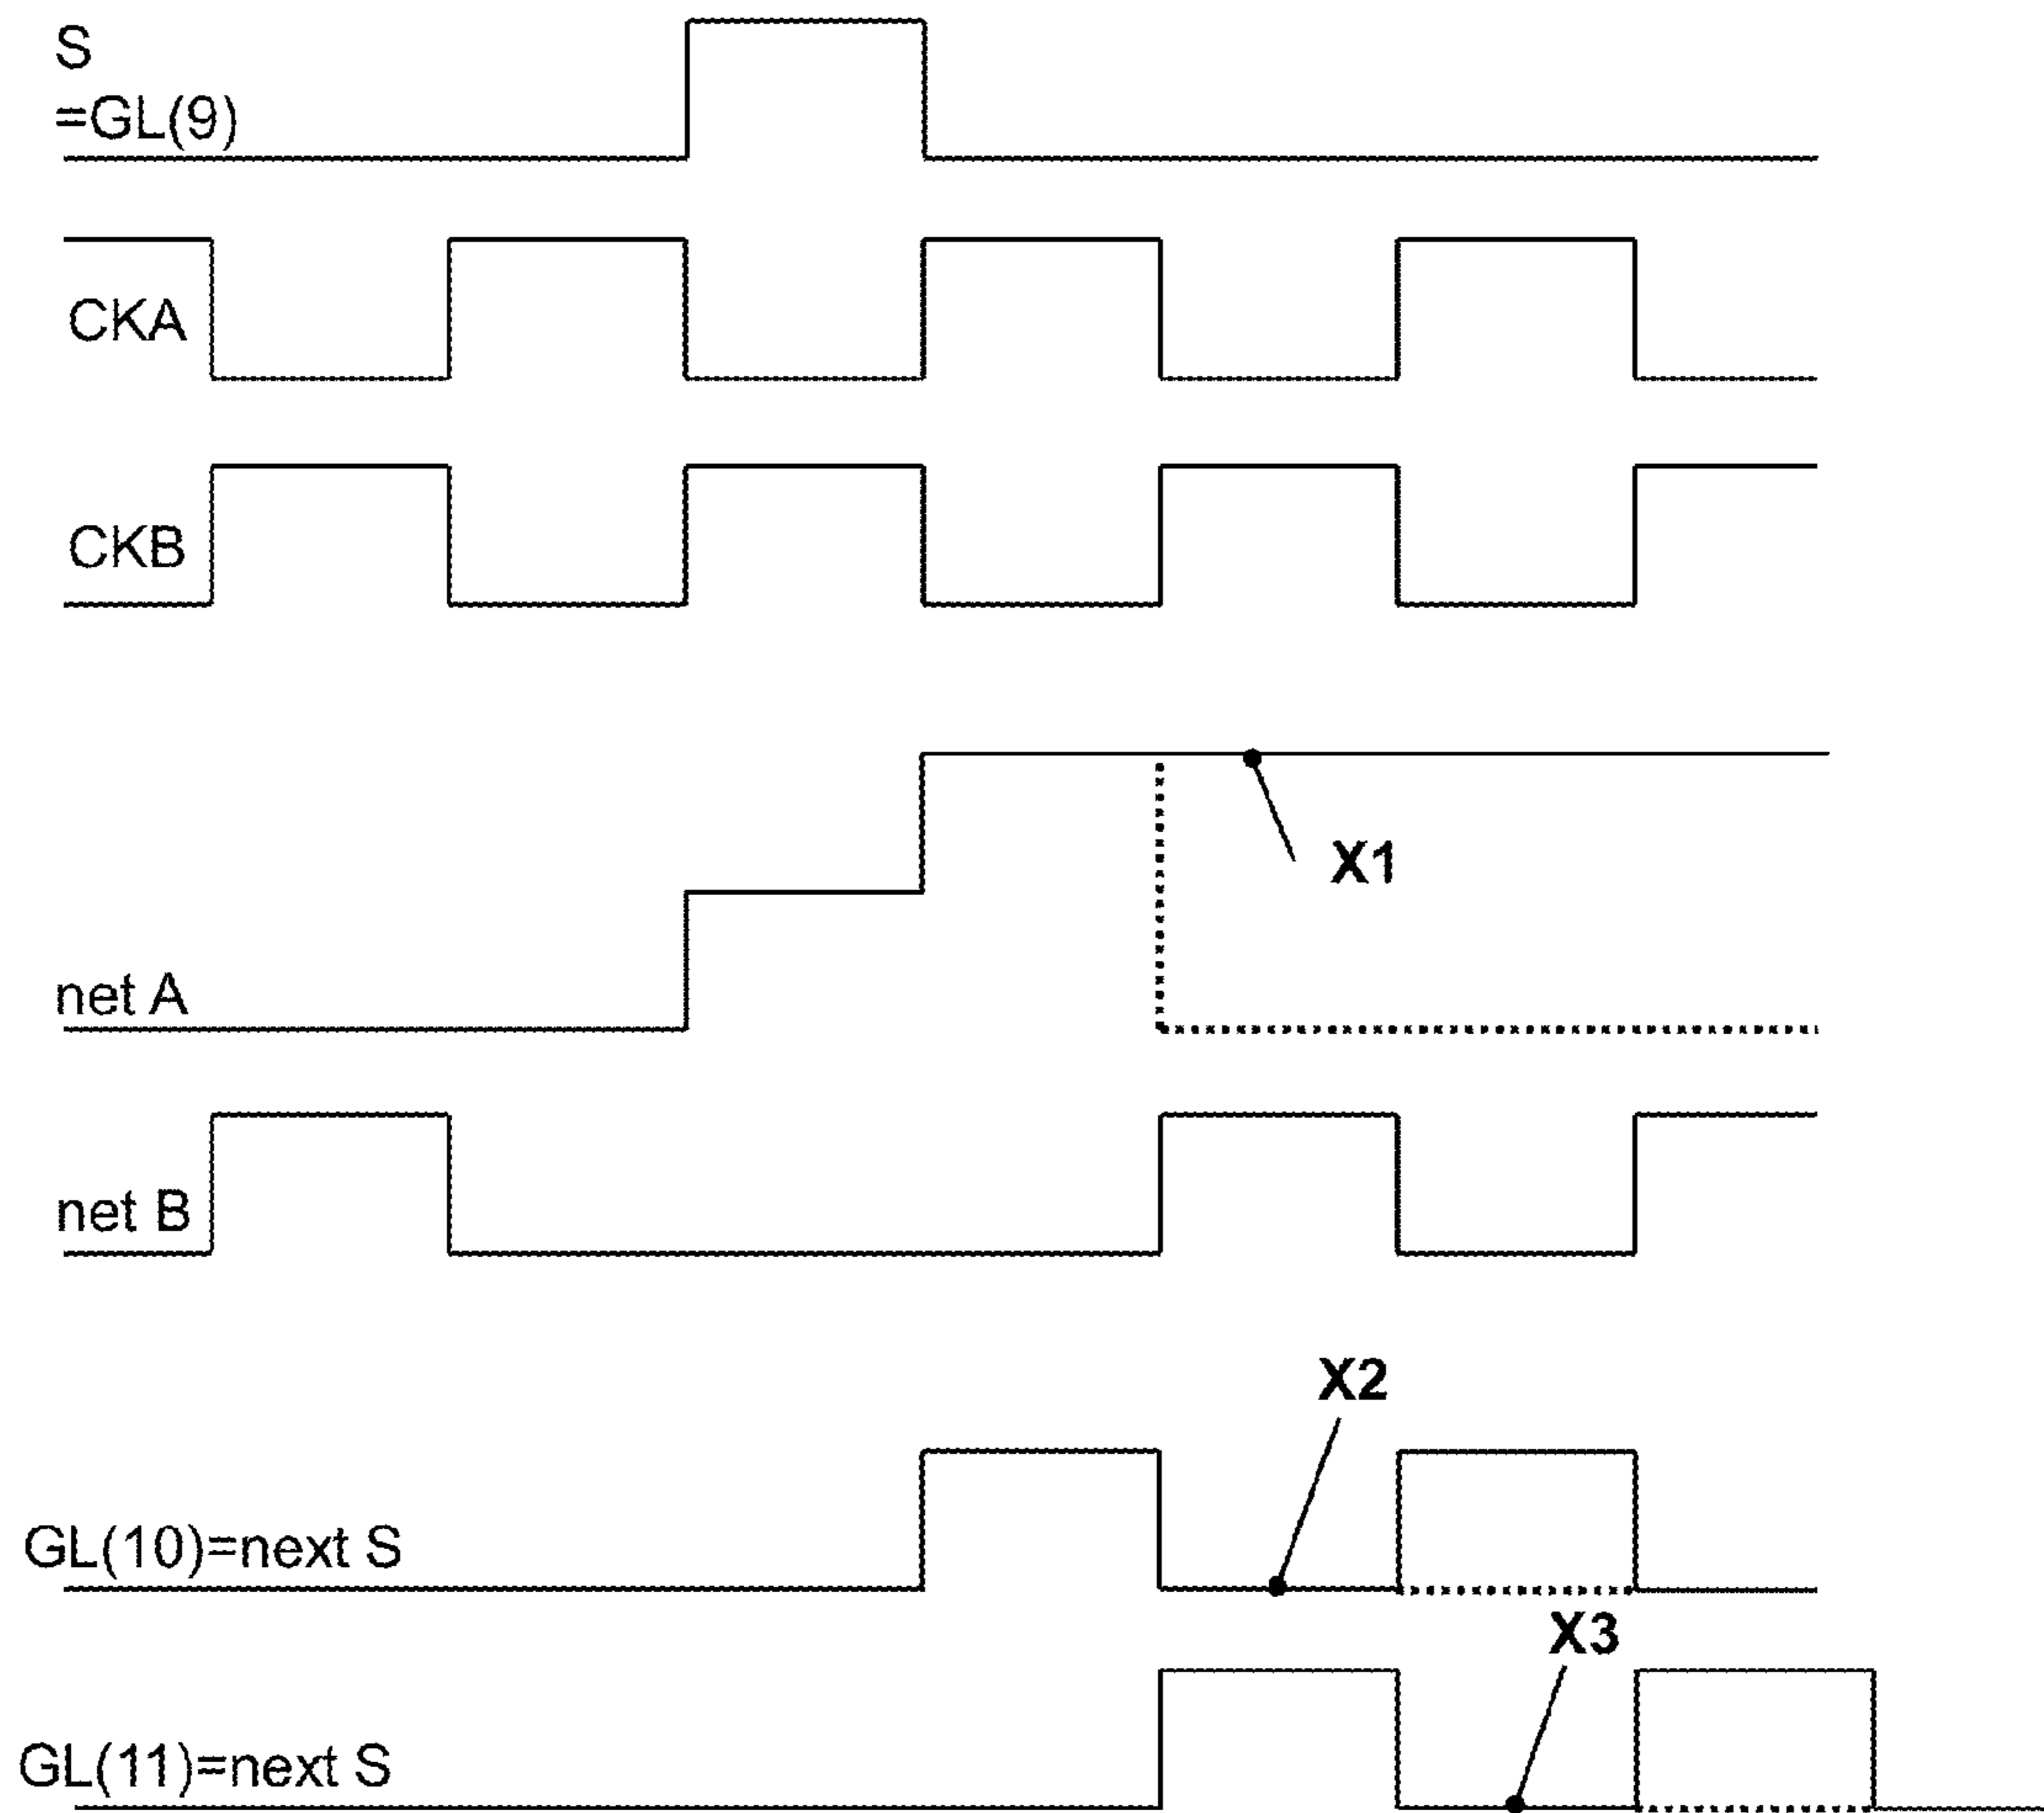 S
=GL(9)
CKA
CKB
X1
net A
net B
X2
GL(10)=next S
X3
GL(11)=next S